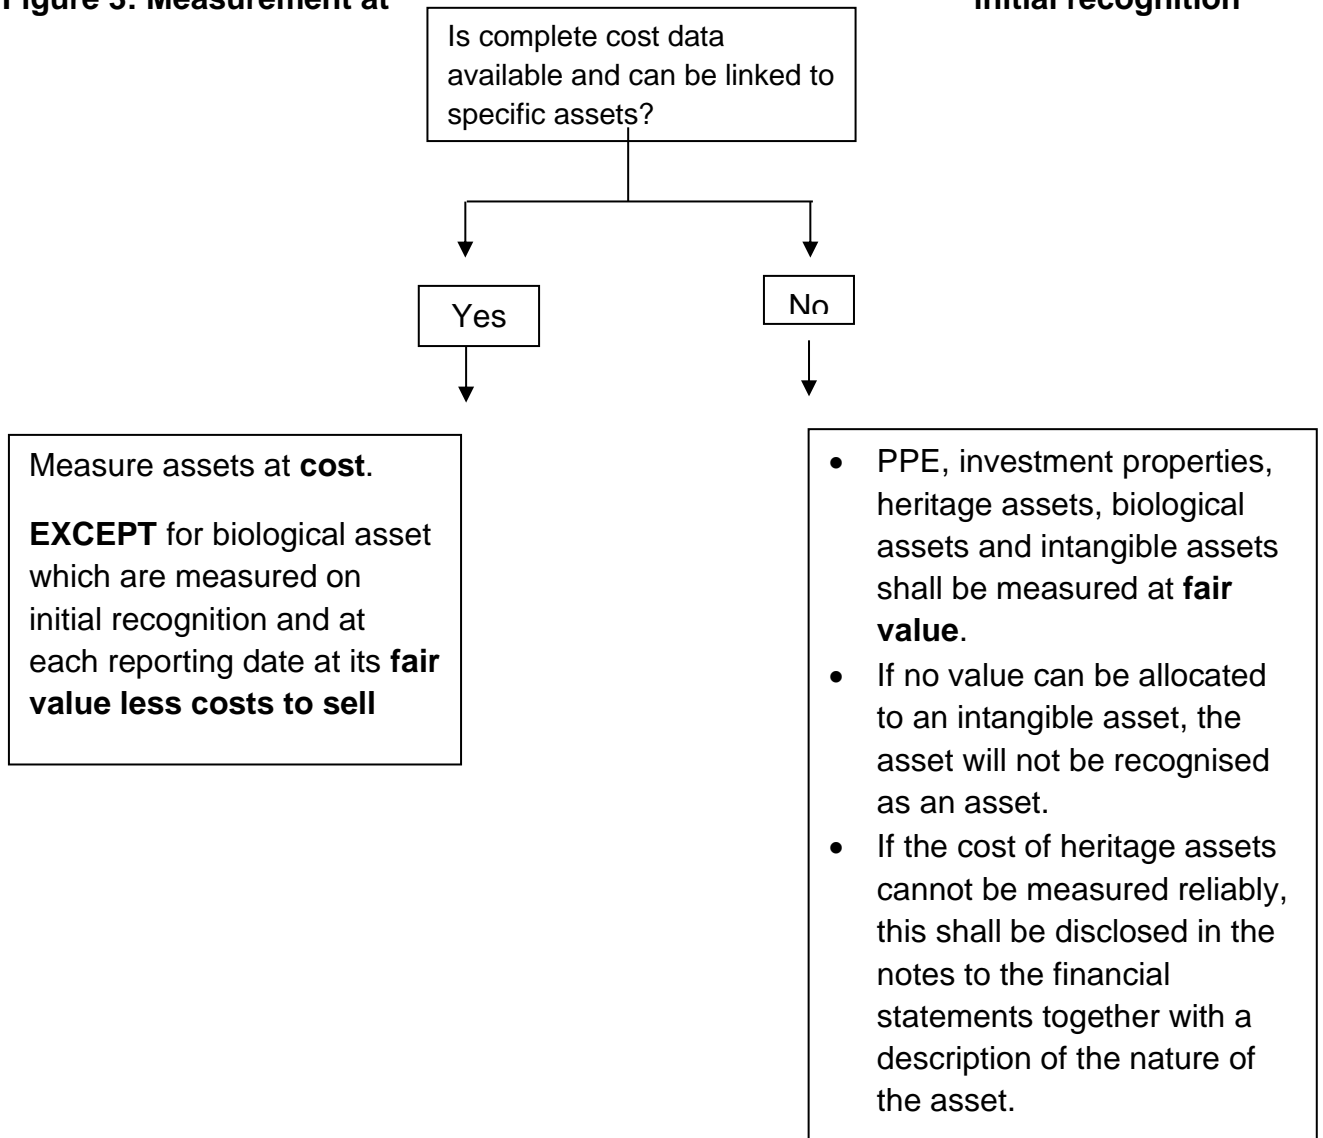 Figure 3: Measurement at initial recognition
Is complete cost data
available and can be linked to
specific assets?
Yes
No
Measure assets at cost.
EXCEPT for biological asset
which are measured on
initial recognition and at
each reporting date at its fair
value less costs to sell
• PPE, investment properties,
heritage assets, biological
assets and intangible assets
shall be measured at fair
value.
• If no value can be allocated
to an intangible asset, the
asset will not be recognised
as an asset.
• If the cost of heritage assets
cannot be measured reliably,
this shall be disclosed in the
notes to the financial
statements together with a
description of the nature of
the asset.